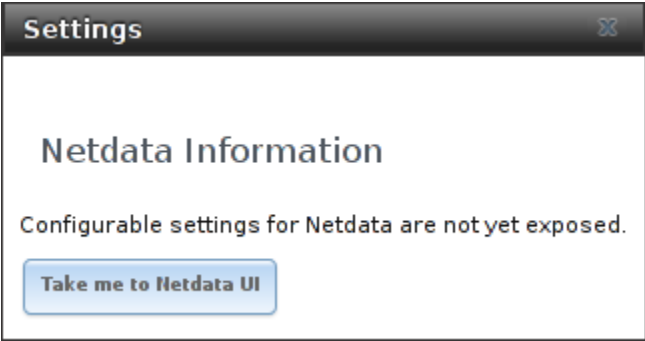 Settings
Netdata Information
Configurable settings for Netdata are not yet exposed.
Take me to Netdata UI